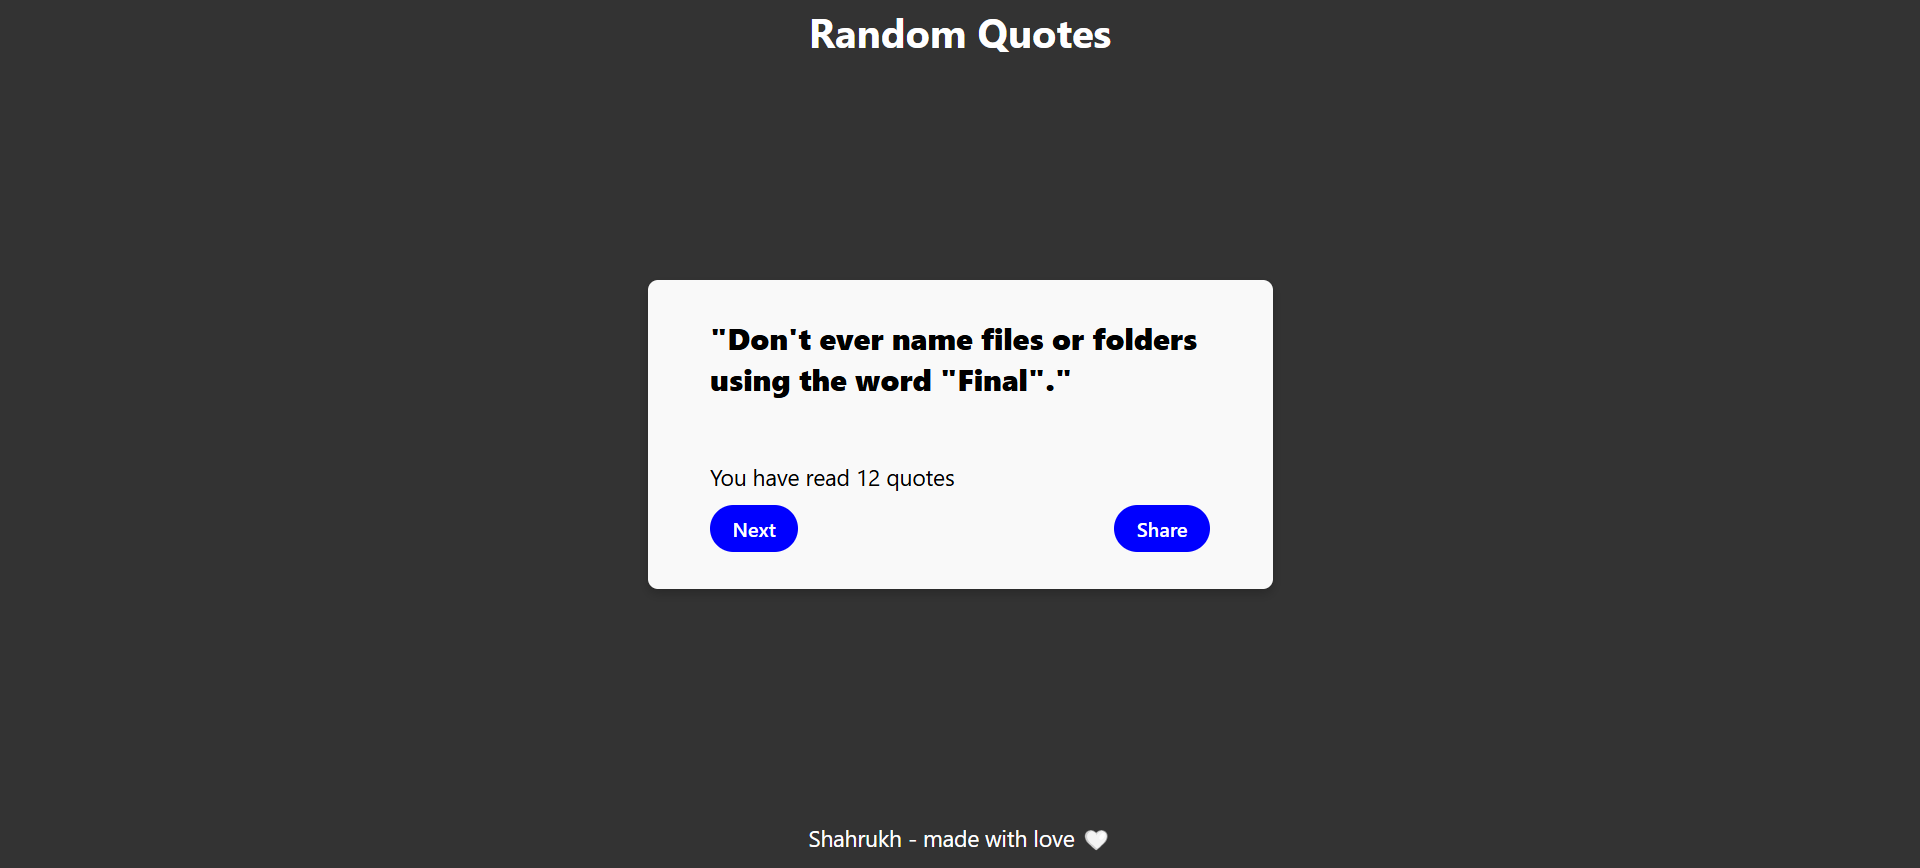 Random Quotes
"Don't ever name files or folders
using the word "Final"."
You have read 12 quotes
Next
Share
Shahrukh - made with love 🤍